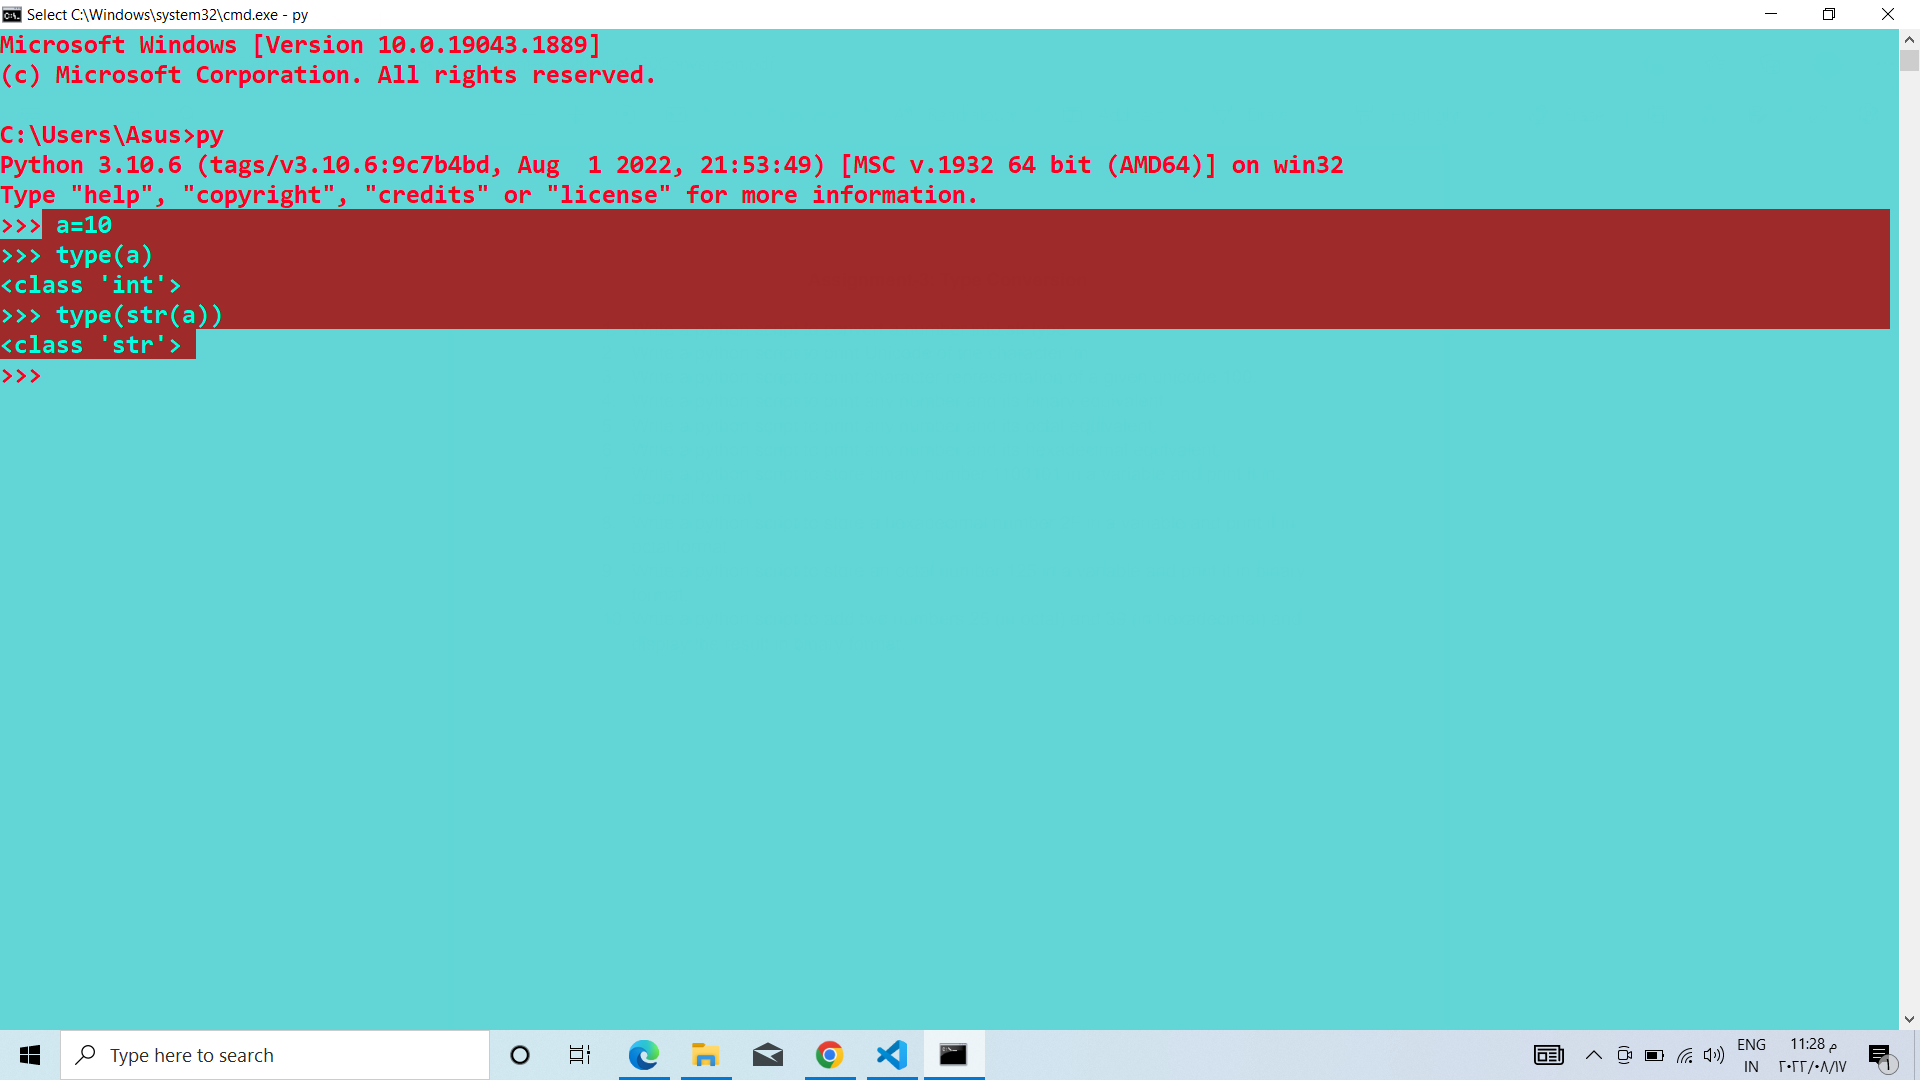 Select C:\Windows\system32\cmd.exe - py
Microsoft Windows [Version 10.0.19043.1889]
(c) Microsoft Corporation. All rights reserved.
C:\Users\Asus>py
Python 3.10.6 (tags/v3.10.6:9c7b4bd, Aug  1 2022, 21:53:49) [MSC v.1932 64 bit (AMD64)] on win32
Type "help", "copyright", "credits" or "license" for more information.
>>> a=10
>>> type(a)
<class 'int'>
>>> type(str(a))
<class 'str'>
>>>
Type here to search
ENG
IN
11:28 م
٢٠٢٢/٠٨/١٧
١